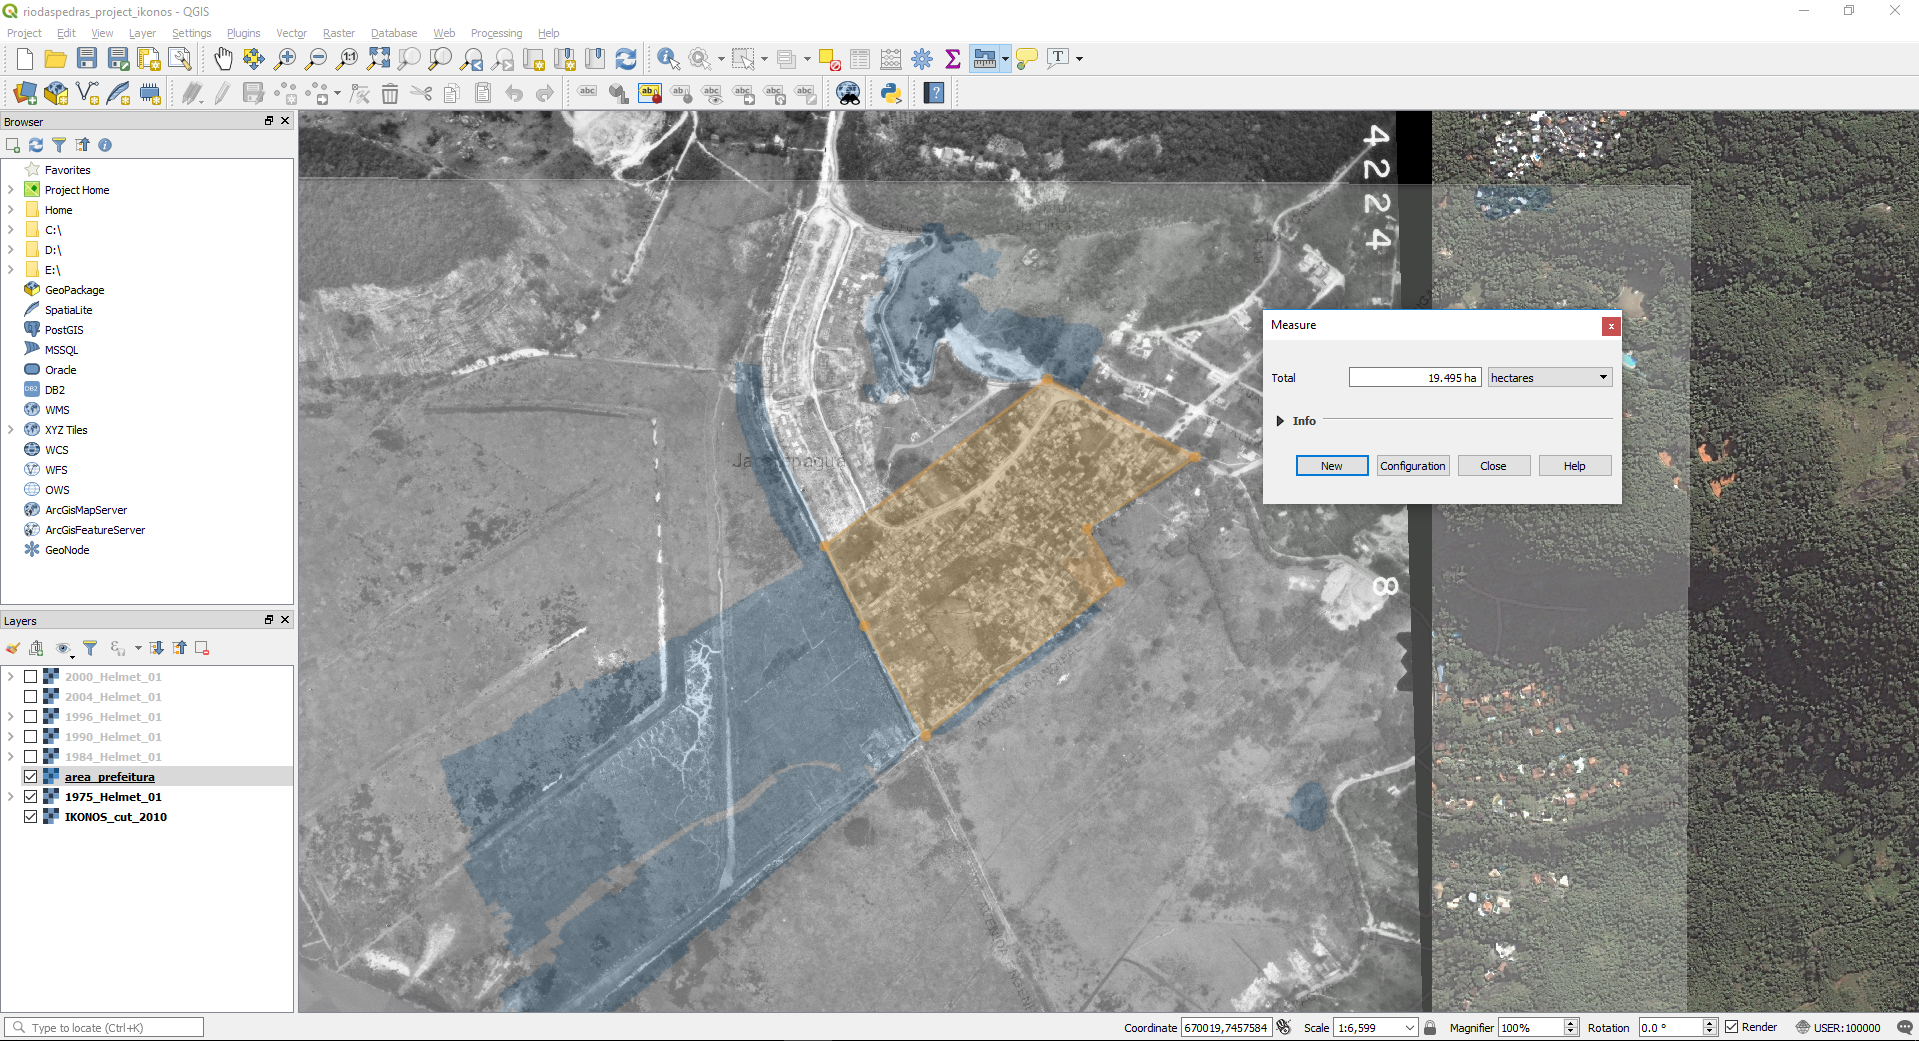 riodaspedras_project_ikonos - QGIS
Project Edit View Layer Settings Plugins Vector Raster Database Web Processing Help
Browser
Favorites
Project Home
Home
C:\
D:\
E:\
GeoPackage
SpatiaLite
PostGIS
MSSQL
Oracle
DB2
WMS
XYZ Tiles
WCS
WFS
OWS
ArcGisMapServer
ArcGisFeatureServer
GeoNode
Layers
2000_Helmet_01
2004_Helmet_01
1996_Helmet_01
1990_Helmet_01
1984_Helmet_01
area_prefeitura
1975_Helmet_01
IKONOS_cut_2010
4224
8
Measure
Total 19.495 ha hectares
Info
New Configuration Close Help
Type to locate (Ctrl+K)
Coordinate 670019,7457584 Scale 1:6,599 Magnifier 100% Rotation 0.0 ° Render USER:100000